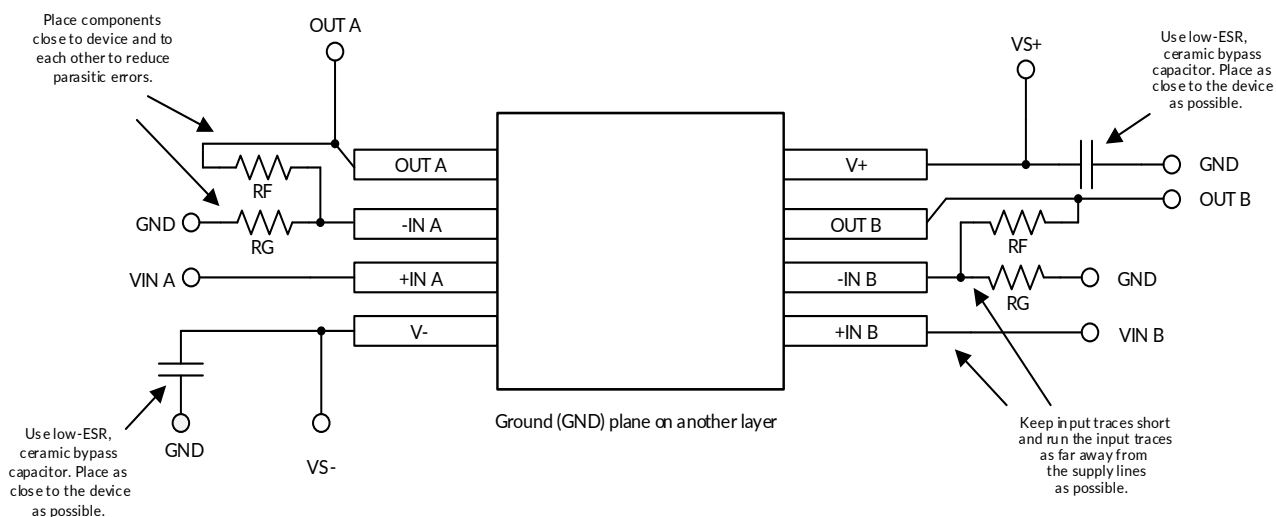 Place components
close to device and to
each other to reduce
parasitic errors.
OUT A
VS+
Use low-ESR,
ceramic bypass
capacitor. Place as
close to the device
as possible.
OUT A
V+
GND
RF
OUT B
GND
-IN A
OUT B
RG
RF
VIN A
+IN A
-IN B
GND
RG
V-
+IN B
VIN B
Ground (GND) plane on another layer
GND
VS-
Use low-ESR,
ceramic bypass
capacitor. Place as
close to the device
as possible.
Keep input traces short
and run the input traces
as far away from
the supply lines
as possible.